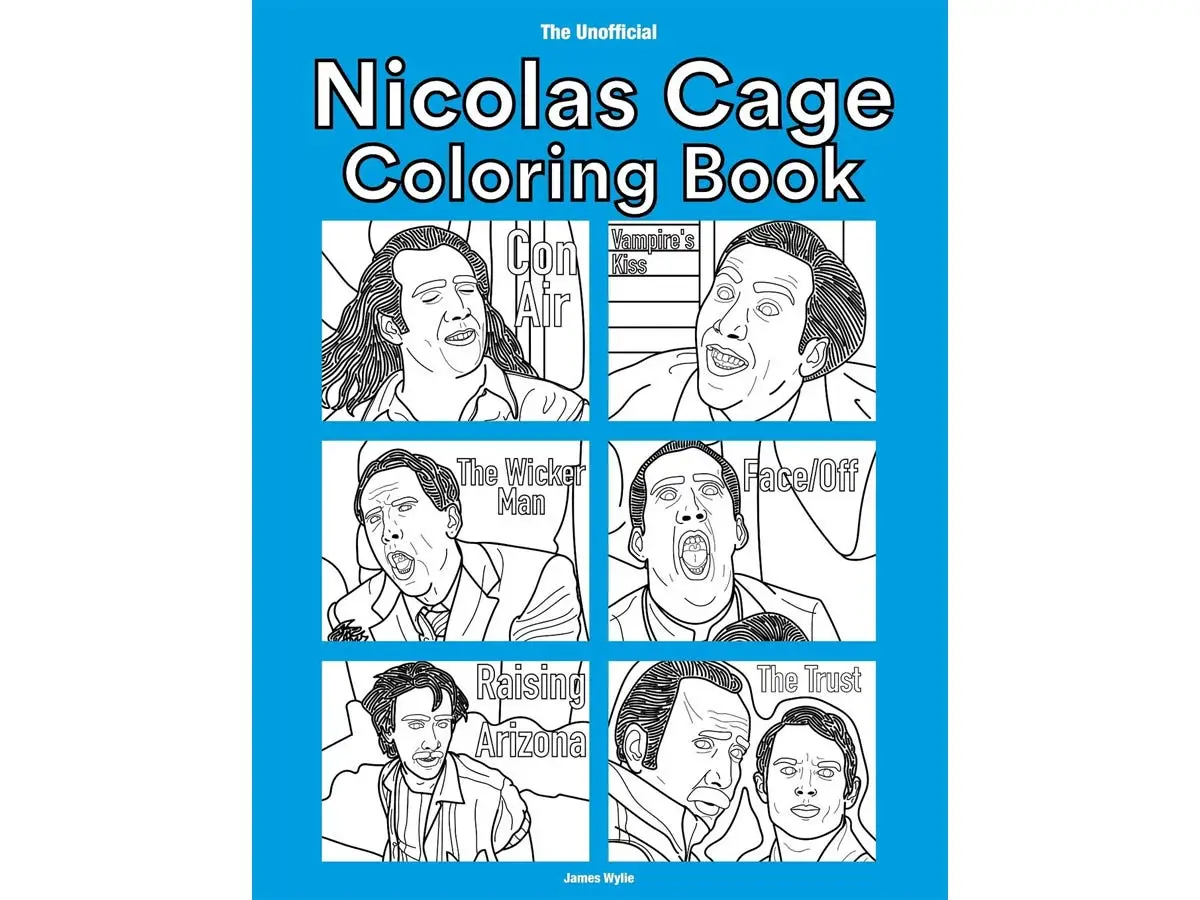 The Unofficial
Nicolas Cage
Coloring Book
Con
Air
Vampire's
Kiss
The Wicker
Man
Face/Off
Raising
Arizona
The Trust
James Wylie